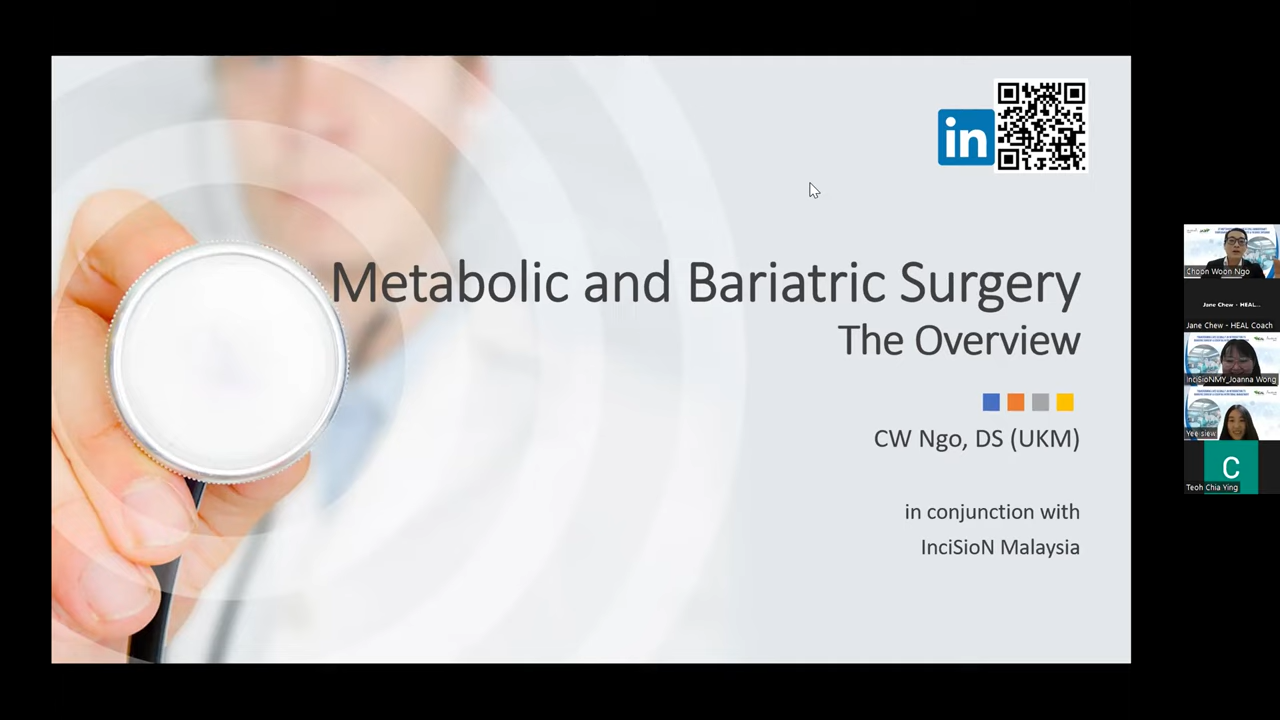 in
Metabolic and Bariatric Surgery
The Overview
CW Ngo, DS (UKM)
in conjunction with
InciSioN Malaysia
Choon Woon Ngo
Jane Chew - HEAL...
Jane Chew - HEAL Coach
InciSioNMY_Joanna Wong
Yee siew
C
Teoh Chia Ying